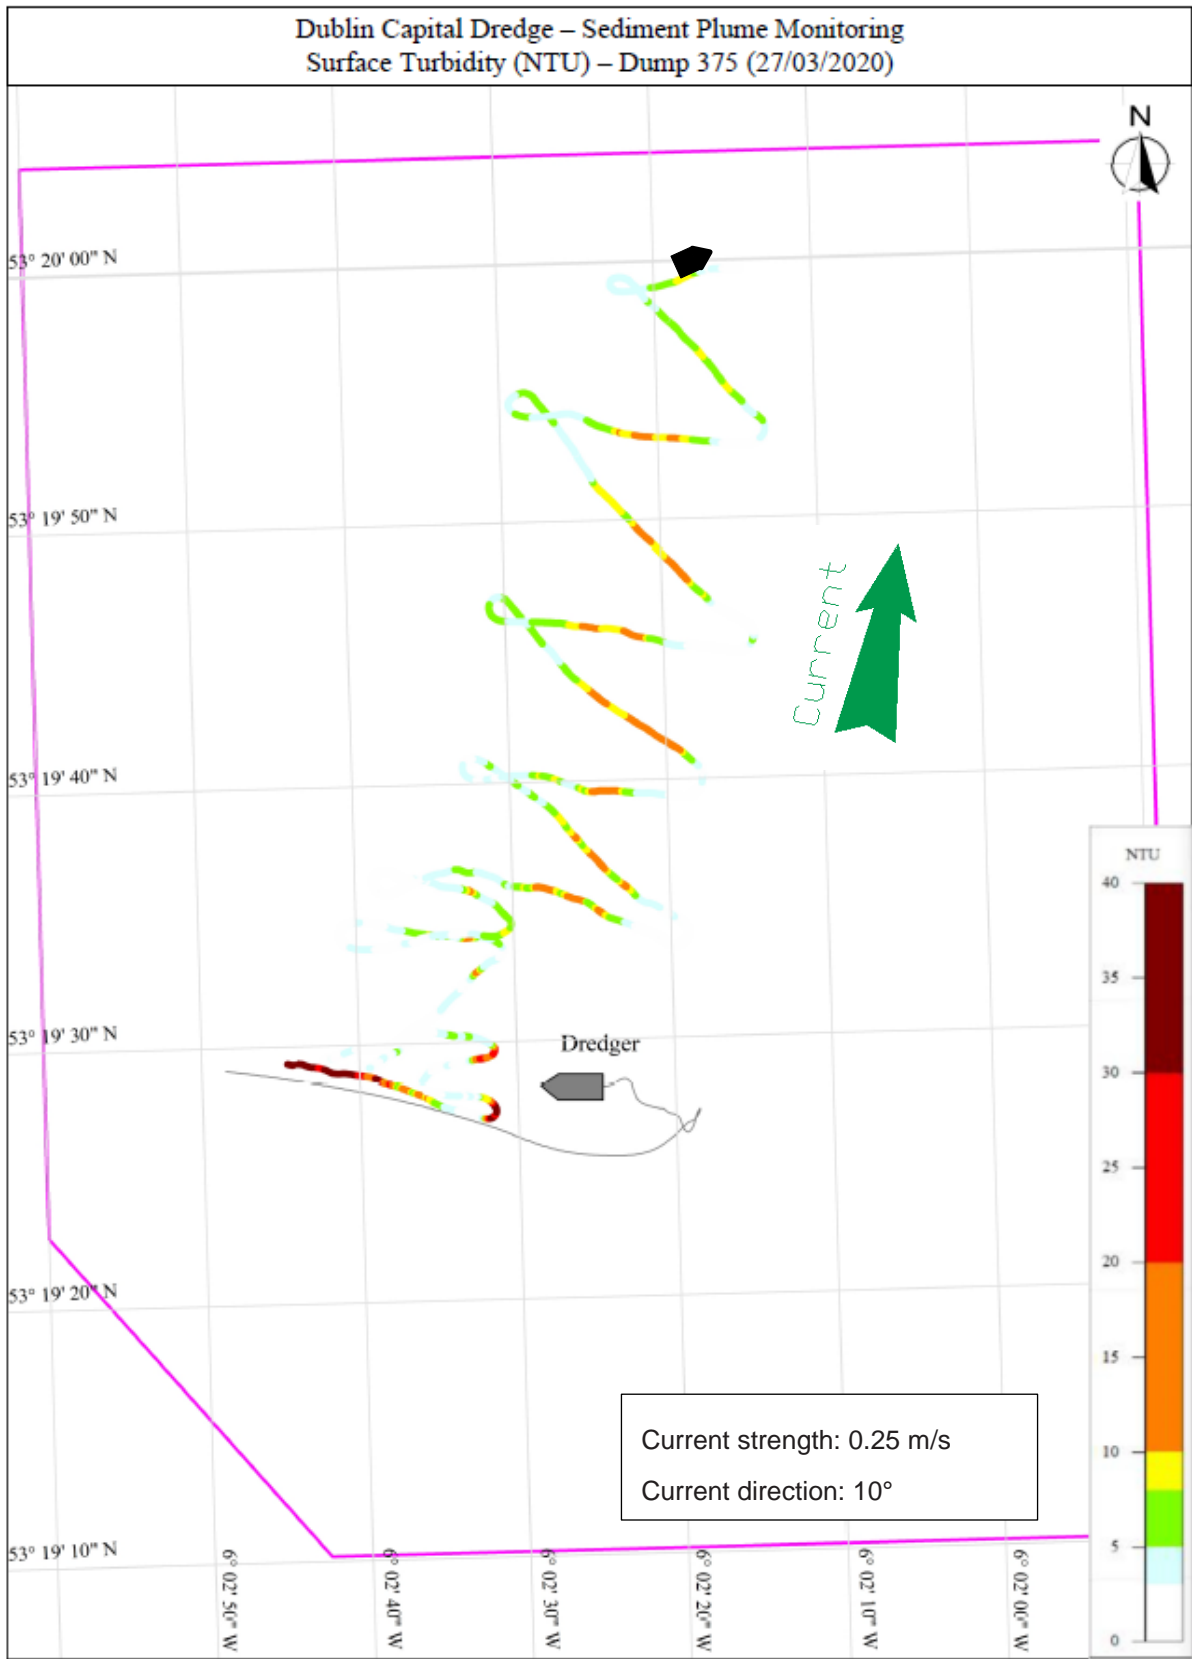 Dublin Capital Dredge – Sediment Plume Monitoring
Surface Turbidity (NTU) – Dump 375 (27/03/2020)
N
53° 20' 00" N
53° 19' 50" N
Current
53° 19' 40" N
NTU
40
35
53° 19' 30" N
Dredger
30
25
20
53° 19' 20" N
15
10
Current strength: 0.25 m/s
Current direction: 10°
5
0
53° 19' 10" N
6° 02' 50" W
6° 02' 40" W
6° 02' 30" W
6° 02' 20" W
6° 02' 10" W
6° 02' 00" W